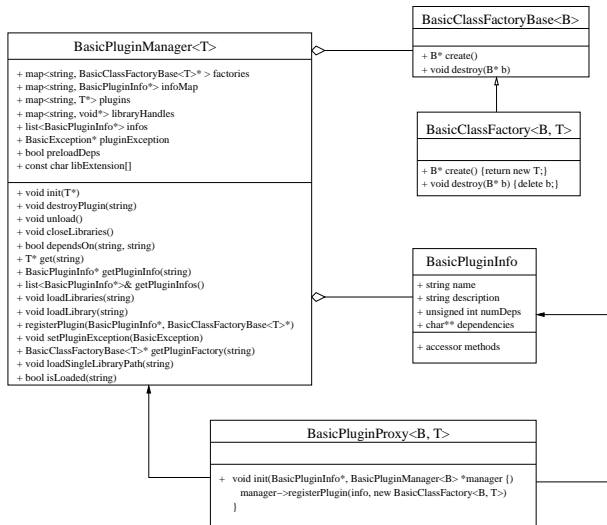 BasicPluginManager<T>
+ map<string, BasicClassFactoryBase<T>* > factories
+ map<string, BasicPluginInfo*> infoMap
+ map<string, T*> plugins
+ map<string, void*> libraryHandles
+ list<BasicPluginInfo*> infos
+ BasicException* pluginException
+ bool preloadDeps
+ const char libExtension[]
+ void init(T*)
+ void destroyPlugin(string)
+ void unload()
+ void closeLibraries()
+ bool dependsOn(string, string)
+ T* get(string)
+ BasicPluginInfo* getPluginInfo(string)
+ list<BasicPluginInfo*>& getPluginInfos()
+ void loadLibraries(string)
+ void loadLibrary(string)
+ registerPlugin(BasicPluginInfo*, BasicClassFactoryBase<T>*)
+ void setPluginException(BasicException)
+ BasicClassFactoryBase<T>* getPluginFactory(string)
+ void loadSingleLibraryPath(string)
+ bool isLoaded(string)
BasicClassFactoryBase<B>
+ B* create()
+ void destroy(B* b)
BasicClassFactory<B, T>
+ B* create() {return new T;}
+ void destroy(B* b) {delete b;}
BasicPluginInfo
+ string name
+ string description
+ unsigned int numDeps
+ char** dependencies
+ accessor methods
BasicPluginProxy<B, T>
+ void init(BasicPluginInfo*, BasicPluginManager<B> *manager {)
manager−>registerPlugin(info, new BasicClassFactory<B, T>)
}